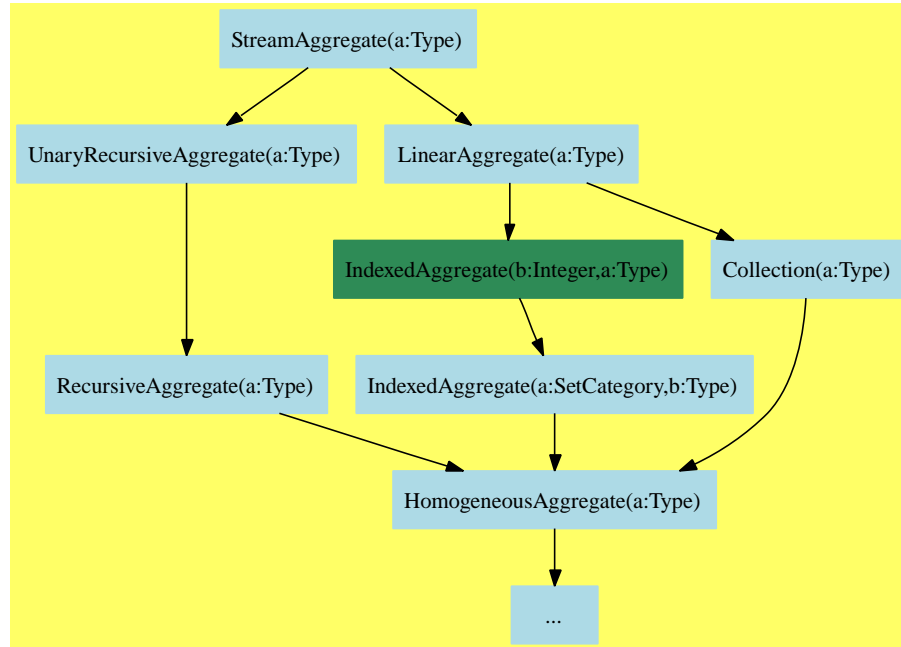 StreamAggregate(a:Type)
UnaryRecursiveAggregate(a:Type)
LinearAggregate(a:Type)
IndexedAggregate(b:Integer,a:Type)
Collection(a:Type)
RecursiveAggregate(a:Type)
IndexedAggregate(a:SetCategory,b:Type)
HomogeneousAggregate(a:Type)
...